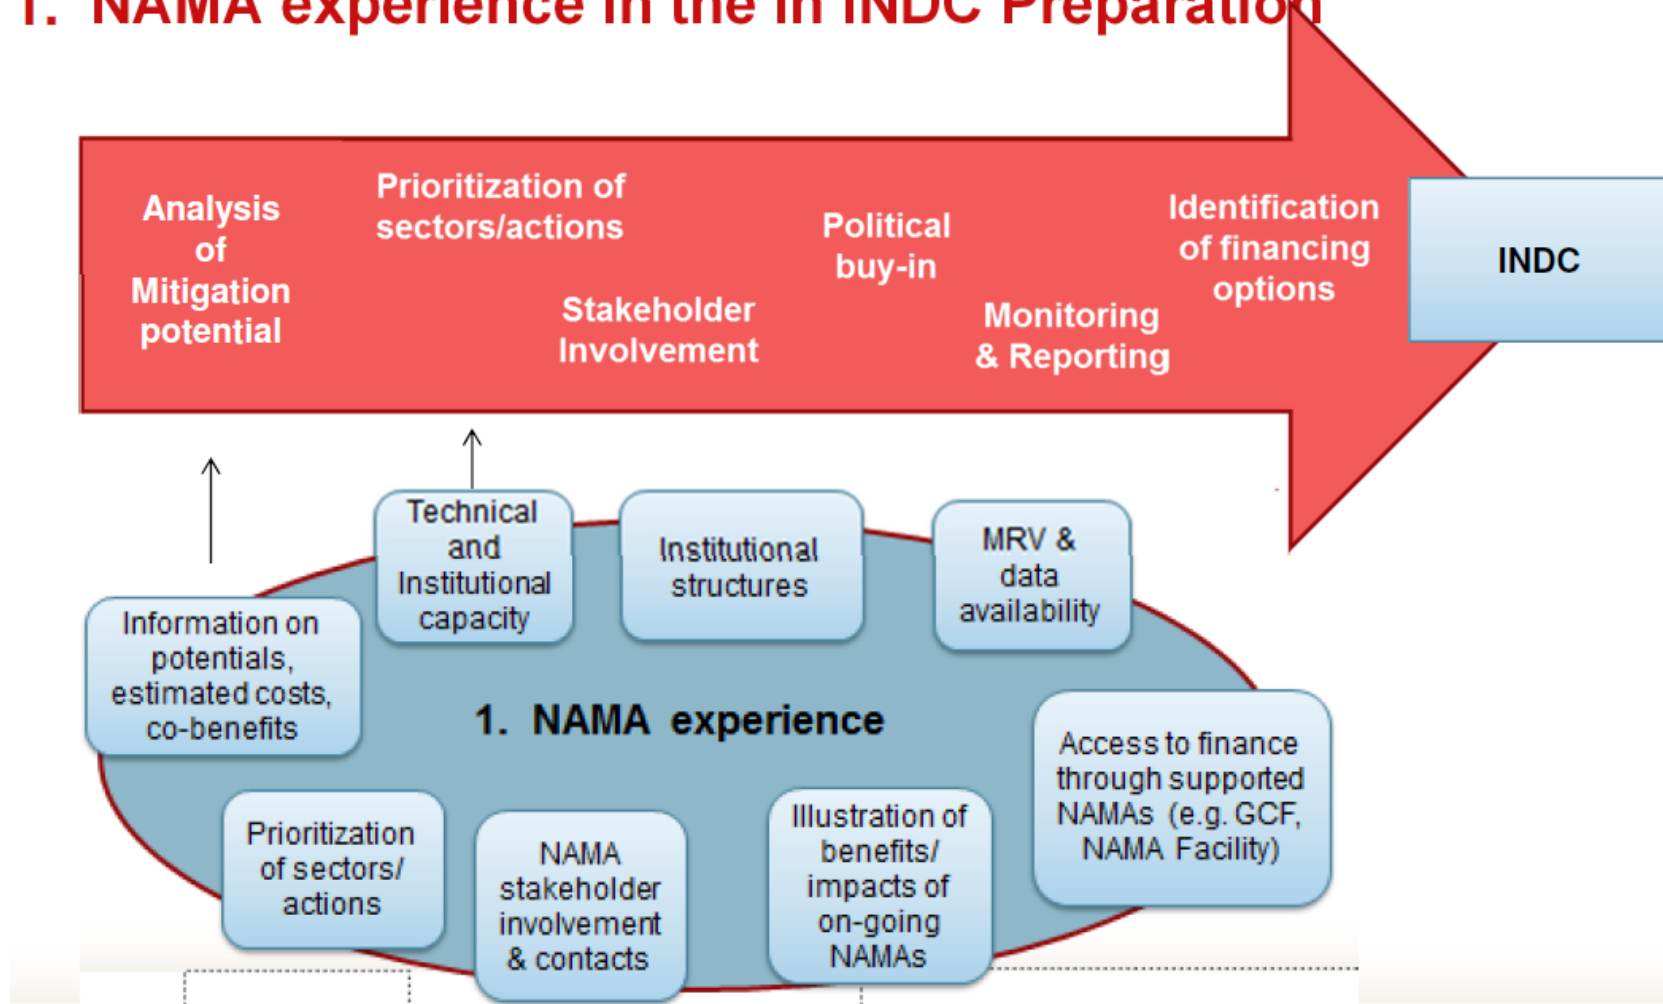 1. NAMA experience in the in INDC Preparation
Analysis
of
Mitigation
potential
Prioritization of
sectors/actions
Stakeholder
Involvement
Political
buy-in
Monitoring
& Reporting
Identification
of financing
options
INDC
Technical
and
Institutional
capacity
Institutional
structures
MRV &
data
availability
Information on
potentials,
estimated costs,
co-benefits
1. NAMA experience
Access to finance
through supported
NAMAs (e.g. GCF,
NAMA Facility)
Prioritization
of sectors/
actions
NAMA
stakeholder
involvement
& contacts
Illustration of
benefits/
impacts of
on-going
NAMAs